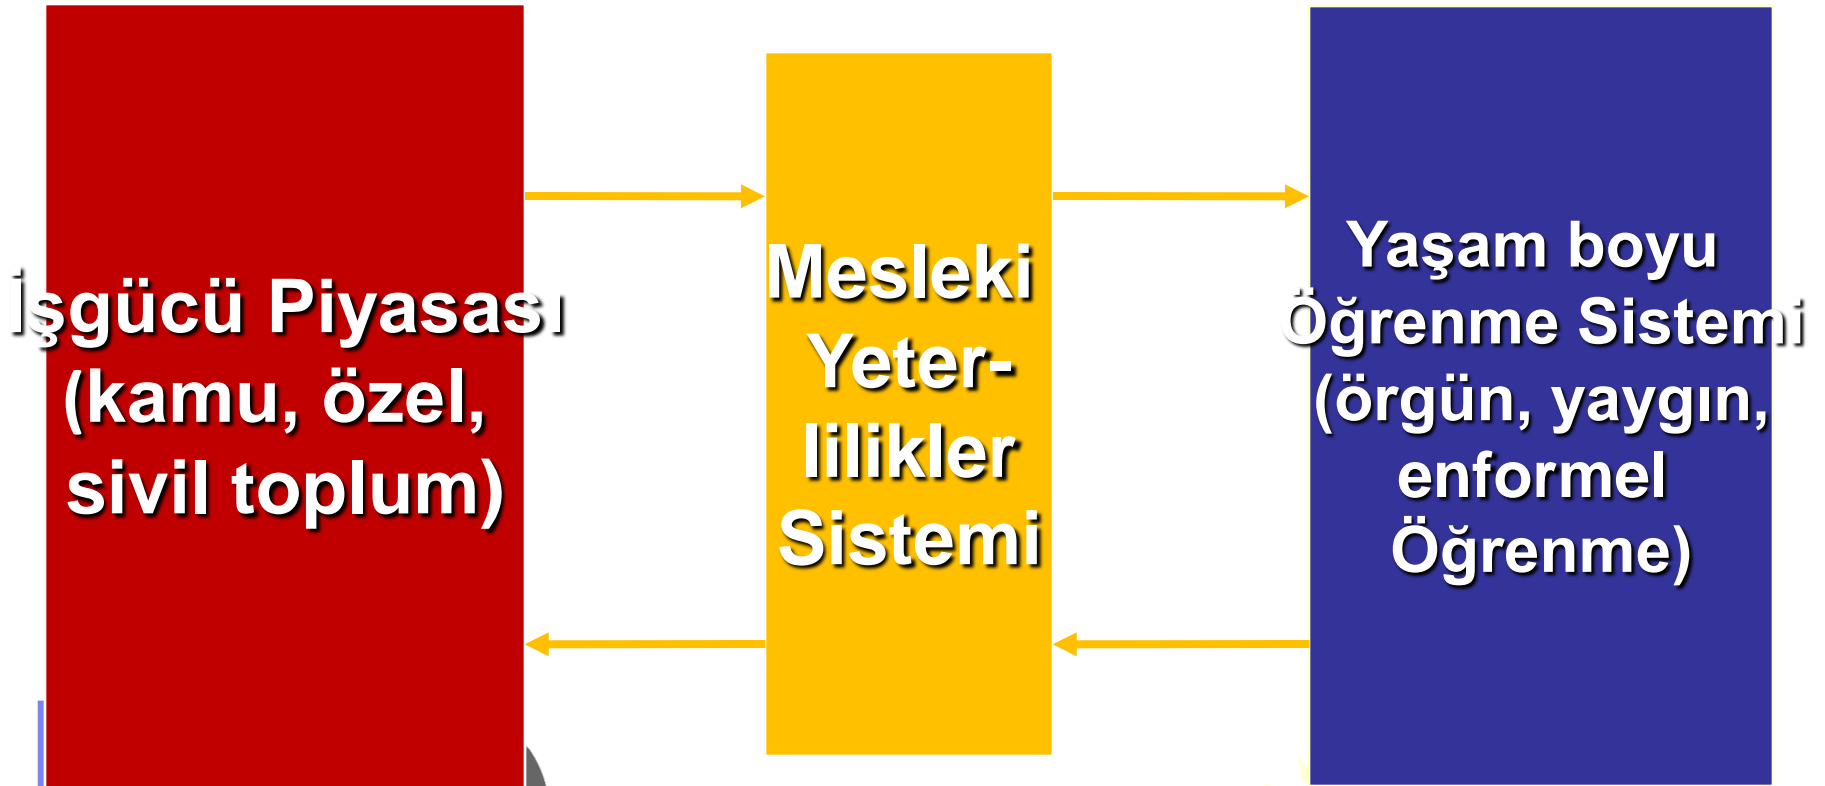 İşgücü Piyasası
(kamu, özel,
sivil toplum)
Mesleki
Yeter-
lilikler
Sistemi
Yaşam boyu
Öğrenme Sistemi
(örgün, yaygın,
enformel
Öğrenme)